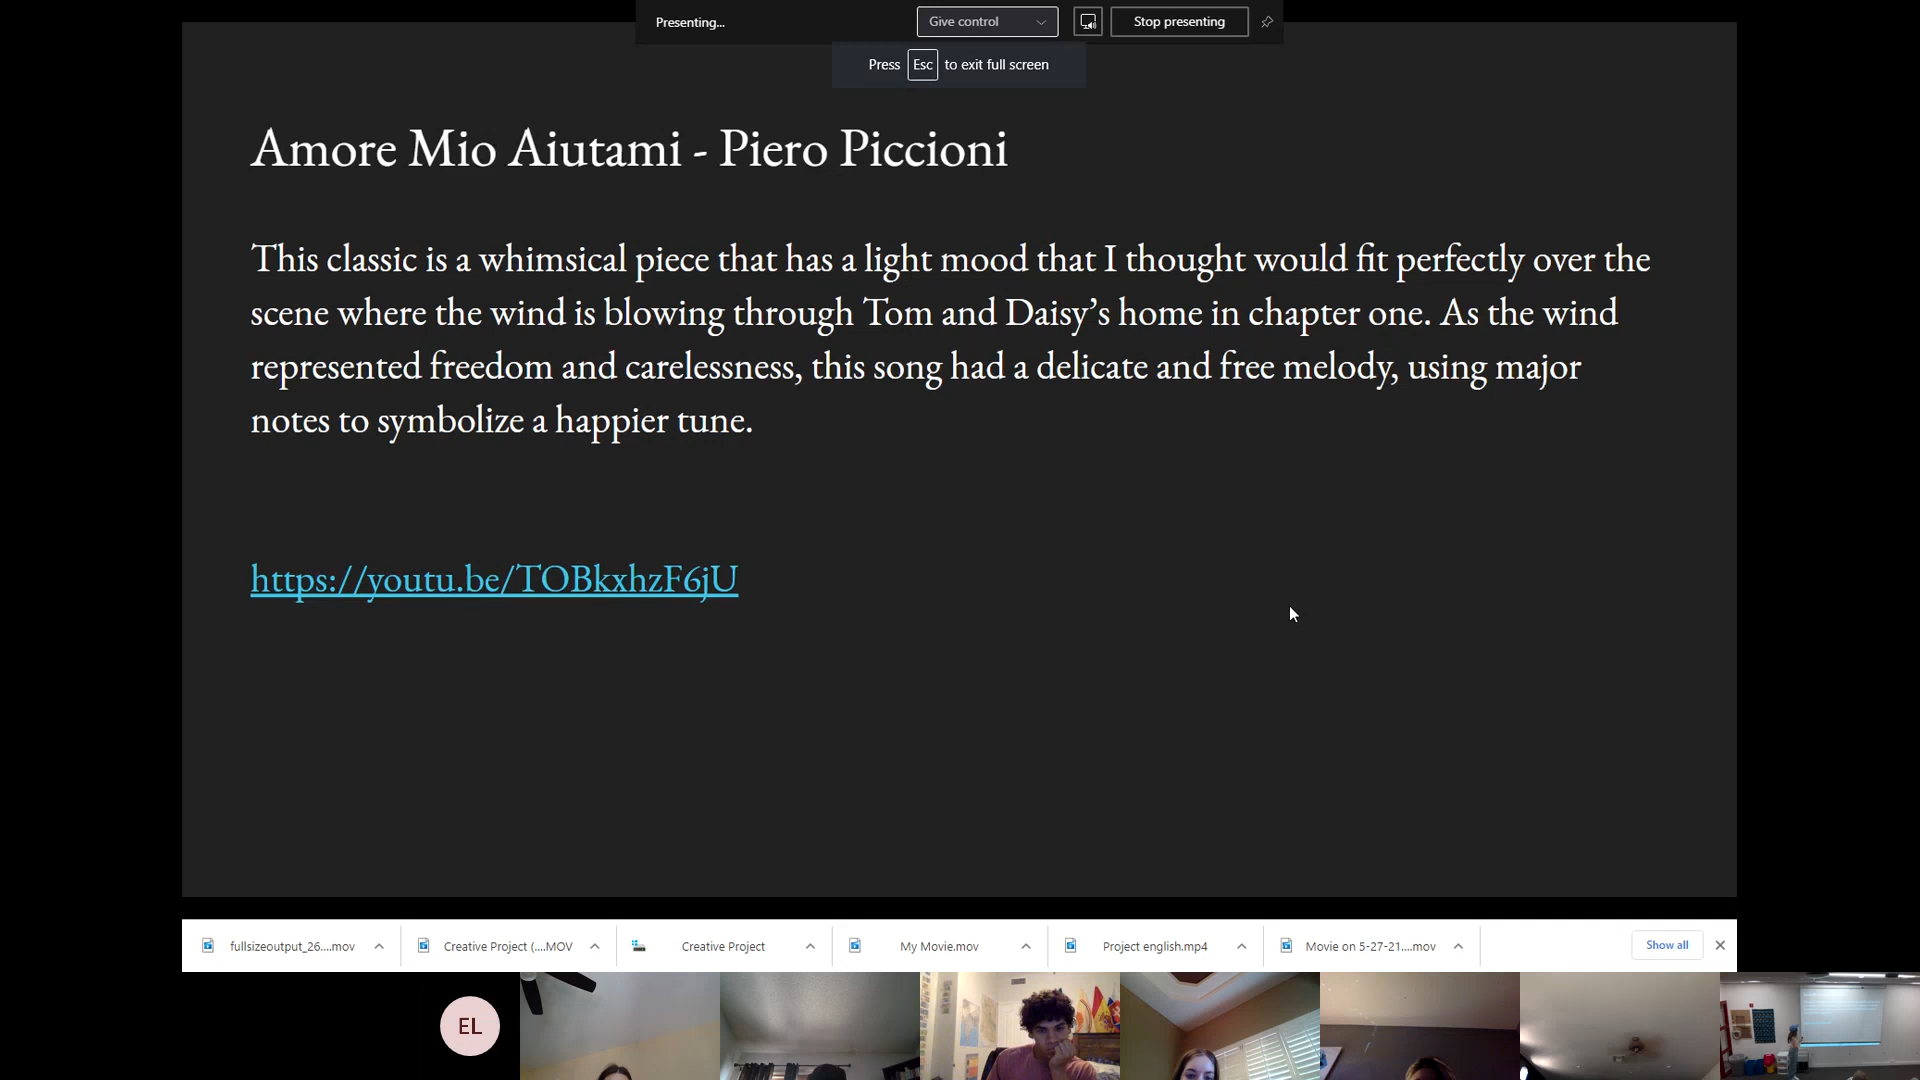 Presenting...
Give control
Stop presenting
Press Esc to exit full screen
Amore Mio Aiutami - Piero Piccioni
This classic is a whimsical piece that has a light mood that I thought would fit perfectly over the
scene where the wind is blowing through Tom and Daisy’s home in chapter one. As the wind
represented freedom and carelessness, this song had a delicate and free melody, using major
notes to symbolize a happier tune.
https://youtu.be/TOBkxhzF6jU
fullsizeoutput_26....mov
Creative Project (....MOV
Creative Project
My Movie.mov
Project english.mp4
Movie on 5-27-21....mov
Show all
EL